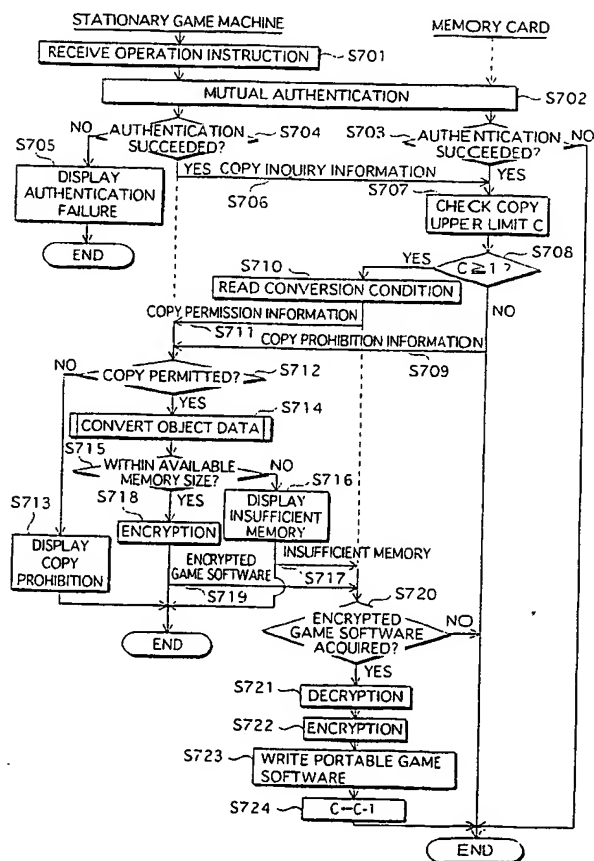 STATIONARY GAME MACHINE
MEMORY CARD
RECEIVE OPERATION INSTRUCTION
S701
MUTUAL AUTHENTICATION
S702
NO
AUTHENTICATION
SUCCEEDED?
S704
S703
AUTHENTICATION
SUCCEEDED?
NO
S705
DISPLAY
AUTHENTICATION
FAILURE
END
YES
COPY INQUIRY INFORMATION
S706
YES
S707
CHECK COPY
UPPER LIMIT C
S708
C≧1?
YES
NO
S710
READ CONVERSION CONDITION
COPY PERMISSION INFORMATION
S711
COPY PROHIBITION INFORMATION
S709
NO
COPY PERMITTED?
S712
YES
S714
CONVERT OBJECT DATA
S715
WITHIN AVAILABLE
MEMORY SIZE?
NO
S716
YES
S718
DISPLAY
INSUFFICIENT
MEMORY
S713
ENCRYPTION
DISPLAY
COPY
PROHIBITION
ENCRYPTED
GAME SOFTWARE
INSUFFICIENT MEMORY
S717
S719
END
S720
ENCRYPTED
GAME SOFTWARE
ACQUIRED?
NO
YES
S721
DECRYPTION
S722
ENCRYPTION
S723
WRITE PORTABLE GAME
SOFTWARE
S724
C←C-1
END